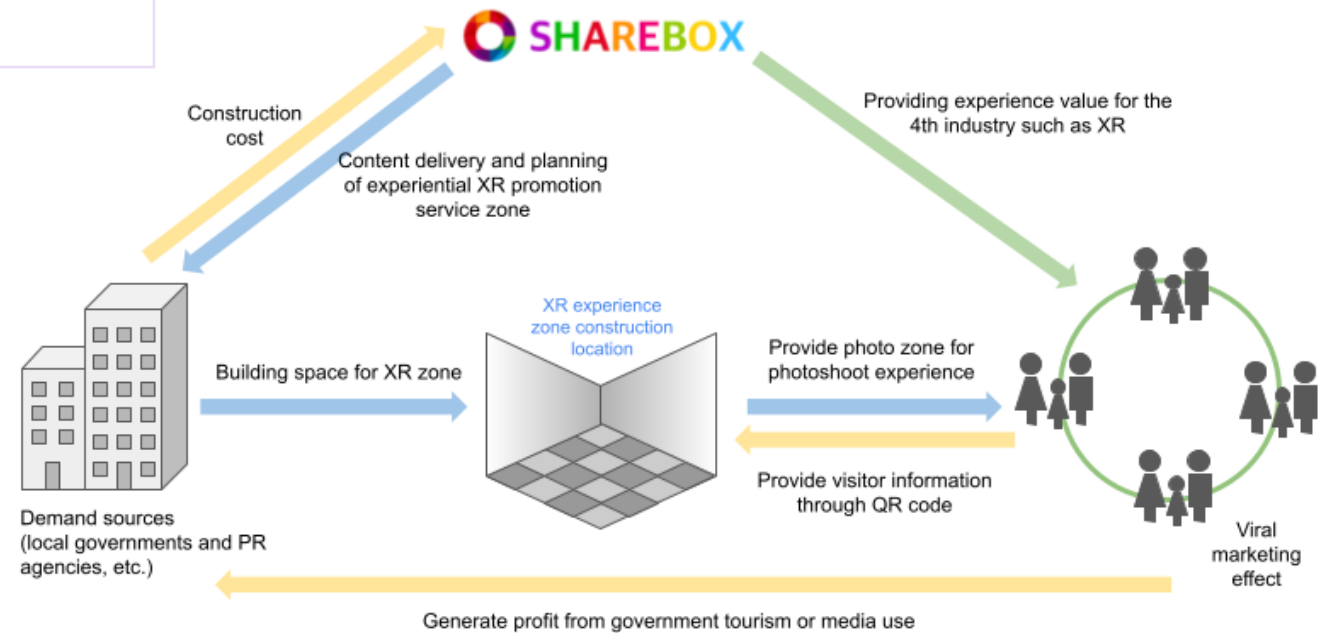 SHAREBOX
Construction
cost
Providing experience value for the
4th industry such as XR
Content delivery and planning
of experiential XR promotion
service zone
XR experience
zone construction
location
Building space for XR zone
Provide photo zone for
photoshoot experience
Provide visitor information
through QR code
Demand sources
(local governments and PR
agencies, etc.)
Viral
marketing
effect
Generate profit from government tourism or media use